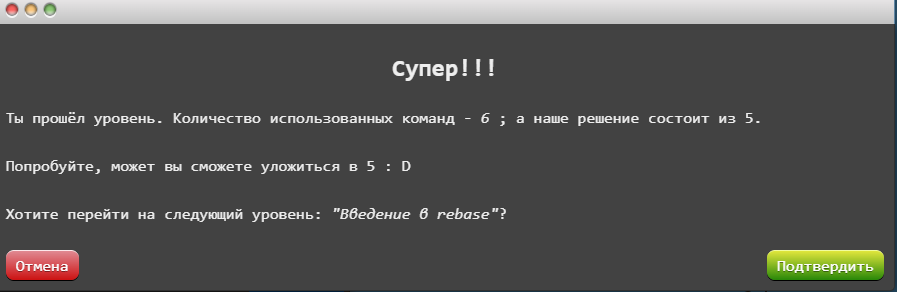 Супер!!!
Ты прошёл уровень. Количество использованных команд - 6 ; а наше решение состоит из 5.
Попробуйте, может вы сможете уложиться в 5 : D
Хотите перейти на следующий уровень: "Введение в rebase"?
Отмена
Подтвердить